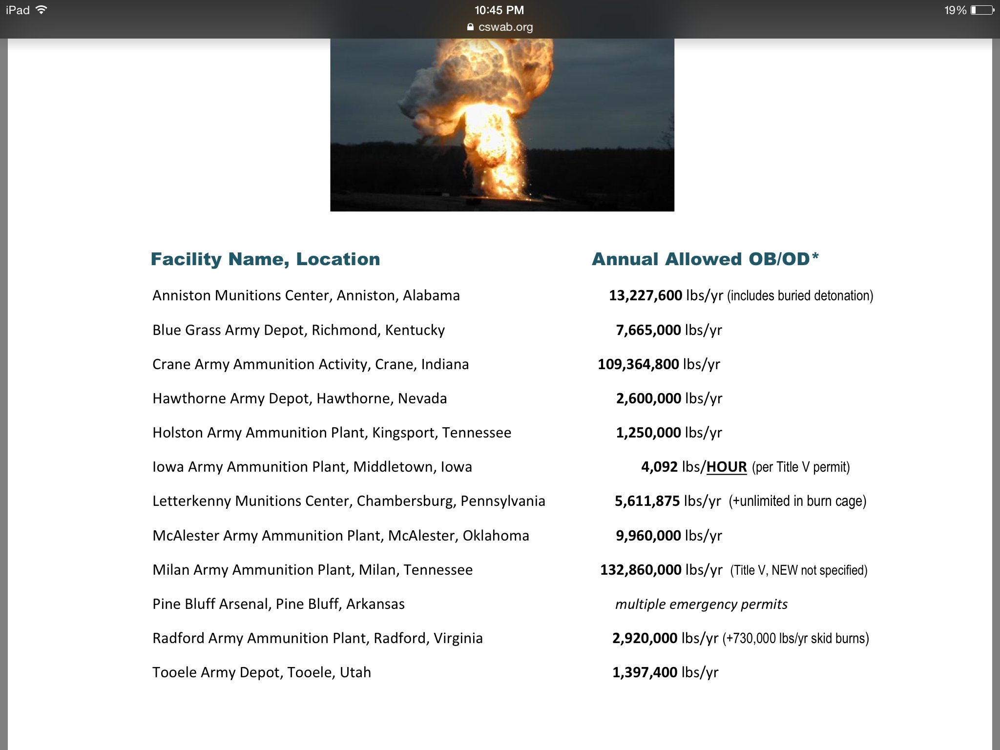 iPad 10:45 PM 19%
cswab.org
Facility Name, Location Annual Allowed OB/OD*
Anniston Munitions Center, Anniston, Alabama 13,227,600 lbs/yr (includes buried detonation)
Blue Grass Army Depot, Richmond, Kentucky 7,665,000 lbs/yr
Crane Army Ammunition Activity, Crane, Indiana 109,364,800 lbs/yr
Hawthorne Army Depot, Hawthorne, Nevada 2,600,000 lbs/yr
Holston Army Ammunition Plant, Kingsport, Tennessee 1,250,000 lbs/yr
Iowa Army Ammunition Plant, Middletown, Iowa 4,092 lbs/HOUR (per Title V permit)
Letterkenny Munitions Center, Chambersburg, Pennsylvania 5,611,875 lbs/yr (+unlimited in burn cage)
McAlester Army Ammunition Plant, McAlester, Oklahoma 9,960,000 lbs/yr
Milan Army Ammunition Plant, Milan, Tennessee 132,860,000 lbs/yr (Title V, NEW not specified)
Pine Bluff Arsenal, Pine Bluff, Arkansas multiple emergency permits
Radford Army Ammunition Plant, Radford, Virginia 2,920,000 lbs/yr (+730,000 lbs/yr skid burns)
Tooele Army Depot, Tooele, Utah 1,397,400 lbs/yr